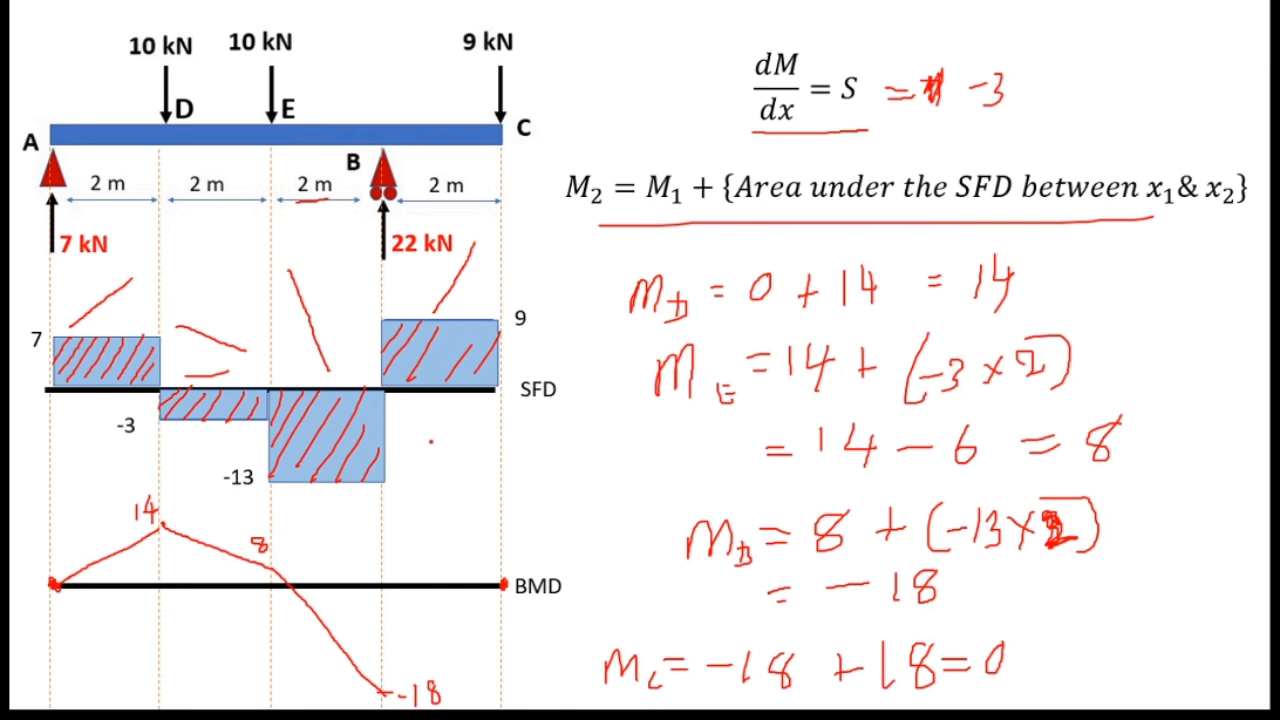 10 kN 10 kN 9 kN
D E
A C
B
2 m 2 m 2 m 2 m
7 kN 22 kN
7 9
SFD
-3
-13
14
8
BMD
-18
dM/dx = S = -3
M₂ = M₁ + {Area under the SFD between x₁& x₂}
M_D = 0 + 14 = 14
M_E = 14 + (-3 × 2)
= 14 - 6 = 8
M_B = 8 + (-13 × 2)
= -18
M_C = -18 + 18 = 0